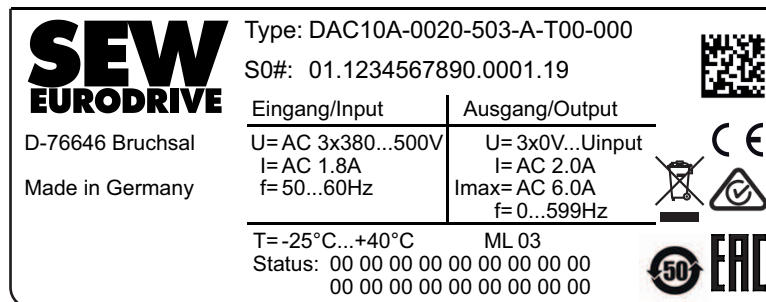 SEW
EURODRIVE
D-76646 Bruchsal
Made in Germany
Type: DAC10A-0020-503-A-T00-000
S0#: 01.1234567890.0001.19
Eingang/Input
U= AC 3x380...500V
I= AC 1.8A
f= 50...60Hz
Ausgang/Output
U= 3x0V...Uinput
I= AC 2.0A
Imax= AC 6.0A
f= 0...599Hz
T= -25°C...+40°C ML 03
Status: 00 00 00 00 00 00 00 00 00
00 00 00 00 00 00 00 00 00
CE
50
EAC